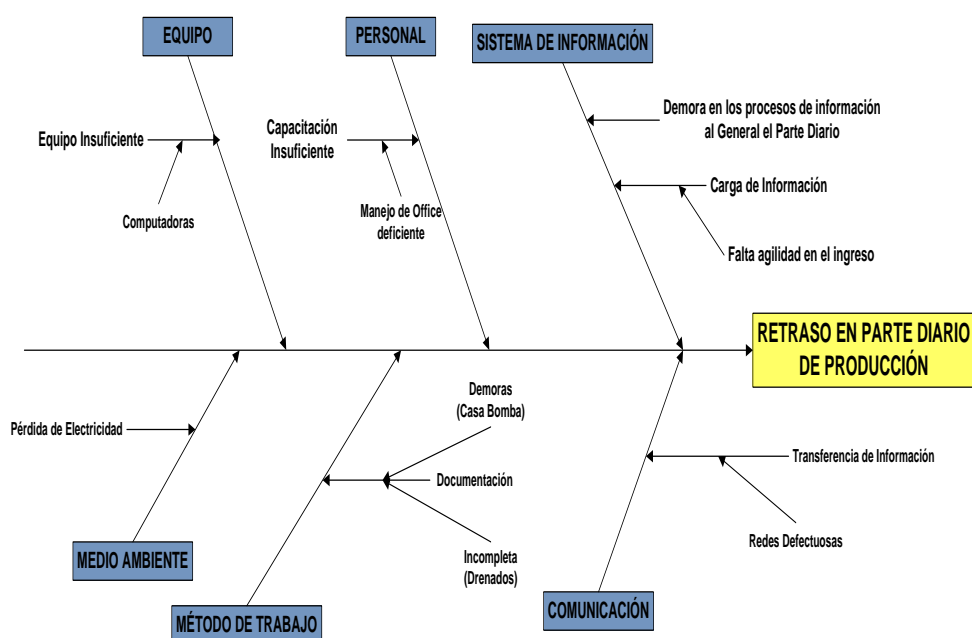 EQUIPO
PERSONAL
SISTEMA DE INFORMACIÓN
Equipo Insuficiente
Computadoras
Capacitación
Insuficiente
Manejo de Office
deficiente
Demora en los procesos de información
al General el Parte Diario
Carga de Información
Falta agilidad en el ingreso
RETRASO EN PARTE DIARIO
DE PRODUCCIÓN
Pérdida de Electricidad
MEDIO AMBIENTE
Demoras
(Casa Bomba)
Documentación
Incompleta
(Drenados)
MÉTODO DE TRABAJO
Transferencia de Información
Redes Defectuosas
COMUNICACIÓN